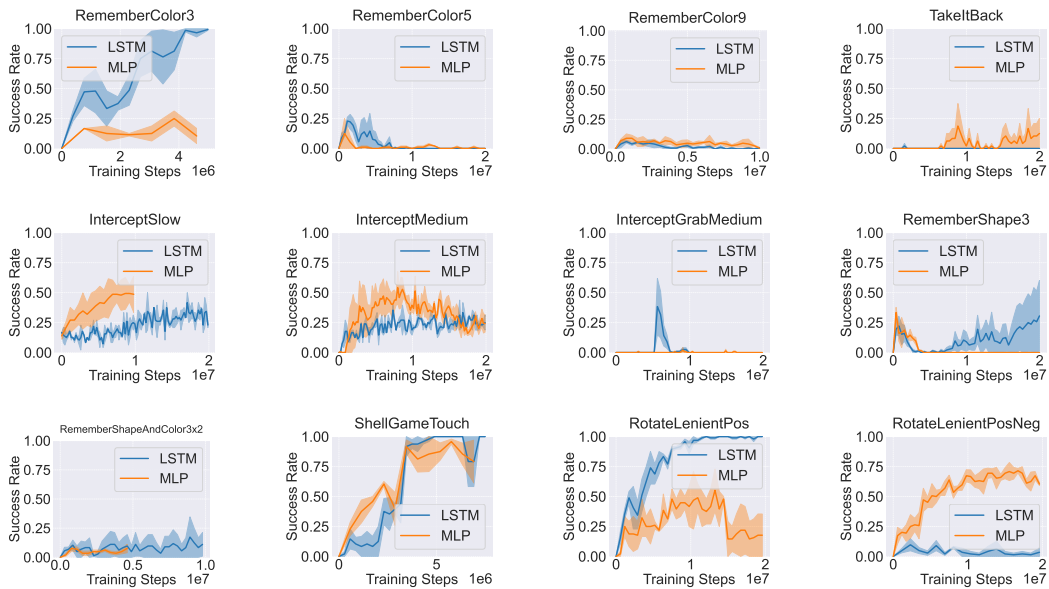 RememberColor3
RememberColor5
RememberColor9
TakeItBack
Success Rate
1.00
0.75
0.50
0.25
0.00
LSTM
MLP
0
2
4
Training Steps
1e6
Success Rate
1.00
0.75
0.50
0.25
0.00
LSTM
MLP
0
1
2
Training Steps
1e7
Success Rate
1.00
0.75
0.50
0.25
0.00
LSTM
MLP
0.0
0.5
1.0
Training Steps
1e7
Success Rate
1.00
0.75
0.50
0.25
0.00
LSTM
MLP
1
2
Training Steps
1e7
InterceptSlow
InterceptMedium
InterceptGrabMedium
RememberShape3
Success Rate
1.00
0.75
0.50
0.25
0.00
LSTM
MLP
0
1
2
Training Steps
1e7
Success Rate
1.00
0.75
0.50
0.25
0.00
LSTM
MLP
0
1
2
Training Steps
1e7
Success Rate
1.00
0.75
0.50
0.25
0.00
LSTM
MLP
0
1
2
Training Steps
1e7
Success Rate
1.00
0.75
0.50
0.25
0.00
LSTM
MLP
0
1
2
Training Steps
1e7
RememberShapeAndColor3x2
ShellGameTouch
RotateLenientPos
RotateLenientPosNeg
Success Rate
1.00
0.75
0.50
0.25
0.00
LSTM
MLP
0.0
0.5
1.0
Training Steps
1e7
Success Rate
1.00
0.75
0.50
0.25
0.00
LSTM
MLP
5
Training Steps
1e6
Success Rate
1.00
0.75
0.50
0.25
0.00
LSTM
MLP
0
1
2
Training Steps
1e7
Success Rate
1.00
0.75
0.50
0.25
0.00
LSTM
MLP
0
1
2
Training Steps
1e7